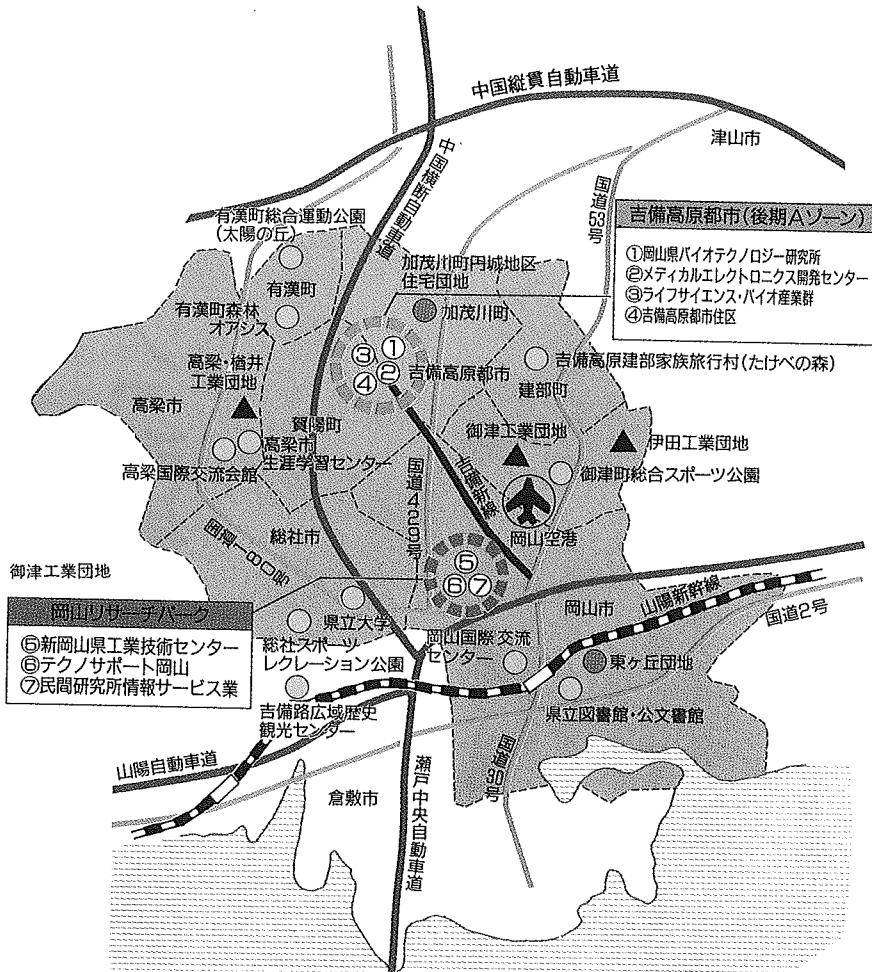 中国縦貫自動車道
津山市
中国横断自動車道
国道53号
有漢町総合運動公園
(太陽の丘)
有漢町
有漢町森林
オアシス
加茂川町円城地区
住宅団地
加茂川町
吉備高原都市(後期Aゾーン)
①岡山県バイオテクノロジー研究所
②メディカルエレクトロニクス開発センター
③ライフサイエンス・バイオ産業群
④吉備高原都市住区
③
①
②
④
吉備高原都市
吉備高原建部家族旅行村(たけべの森)
建部町
高梁・楢井
工業団地
高梁市
賀陽町
高梁市
生涯学習センター
高梁国際交流会館
国道429号
吉備新線
御津工業団地
伊田工業団地
御津町総合スポーツ公園
岡山空港
国道180号
総社市
御津工業団地
⑤
⑥
⑦
岡山リサーチパーク
⑤新岡山県工業技術センター
⑥テクノサポート岡山
⑦民間研究所情報サービス業
県立大学
総社スポーツ
レクレーション公園
岡山国際交流
センター
岡山市
山陽新幹線
国道2号
東ヶ丘団地
県立図書館・公文書館
吉備路広域歴史
観光センター
山陽自動車道
倉敷市
瀬戸中央自動車道
国道30号